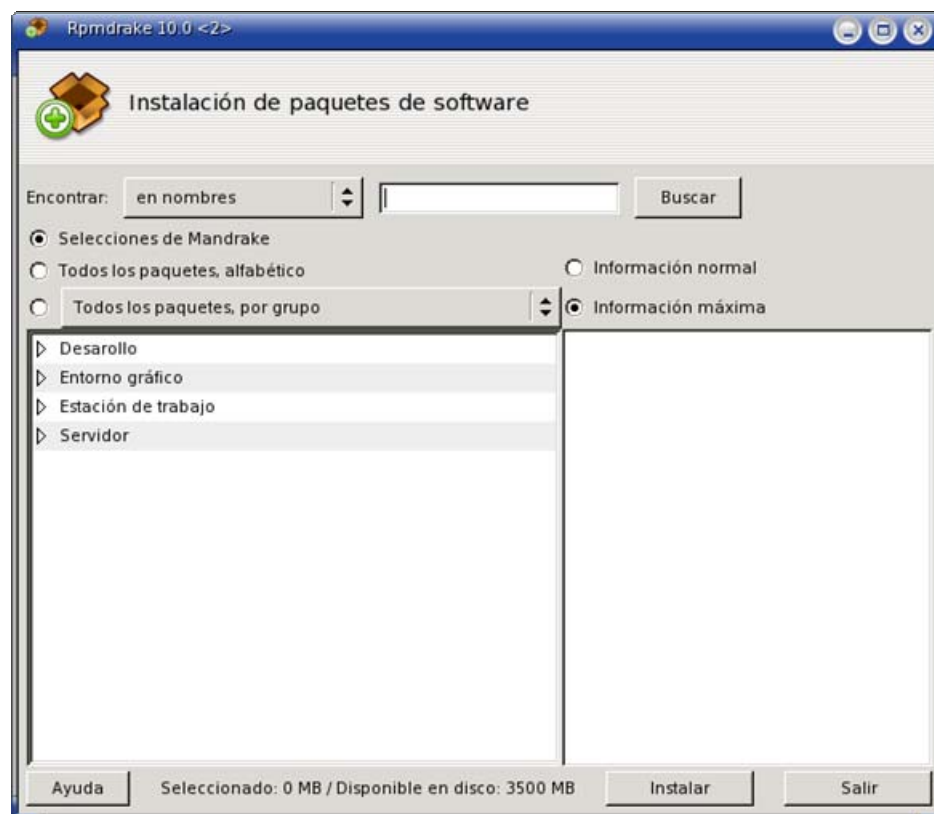 Rpmdrake 10.0 <2>
Instalación de paquetes de software
Encontrar: en nombres Buscar
Selecciones de Mandrake
Todos los paquetes, alfabético Información normal
Todos los paquetes, por grupo Información máxima
Desarollo
Entorno gráfico
Estación de trabajo
Servidor
Ayuda Seleccionado: 0 MB / Disponible en disco: 3500 MB Instalar Salir